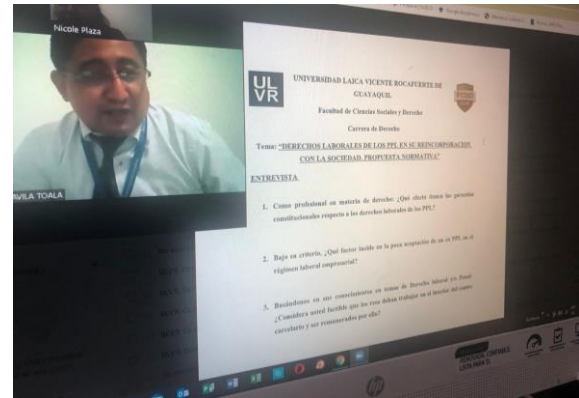 Nicole Plaza
AVILA TOALA
UL
VR
UNIVERSIDAD LAICA VICENTE ROCAFUERTE DE
GUAYAQUIL
Facultad de Ciencias Sociales y Derecho
Carrera de Derecho
Tema: "DERECHOS LABORALES DE LOS PPL EN SU REINCORPORACION
CON LA SOCIEDAD. PROPUESTA NORMATIVA"
ENTREVISTA
1. Como profesional en materia de derecho: ¿Qué efecto tienen las garantías
constitucionales respecto a los derechos laborales de los PPL?
2. Bajo su criterio, ¿Qué factor incide en la poca aceptación de un ex PPL en el
régimen laboral empresarial?
3. Basándonos en sus conocimientos en temas de Derecho laboral y/o Penal:
¿Considera usted factible que los reos deban trabajar en el interior del centro
carcelario y ser remunerados por ello?
hp